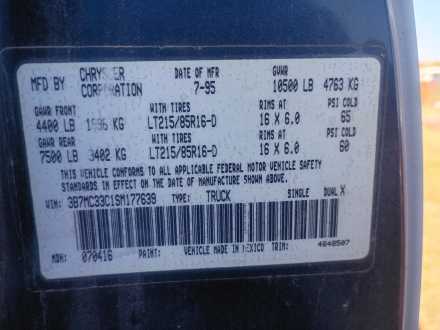 MFD BY CHRYSLER DATE OF MFR GVWR
CORPORATION 7-95 10500 LB 4763 KG
GAWR FRONT WITH TIRES RIMS AT PSI COLD
4400 LB 1996 KG LT215/85R16-D 16 X 6.0 65
GAWR REAR WITH TIRES RIMS AT PSI COLD
7500 LB 3402 KG LT215/85R16-D 16 X 6.0 60
THIS VEHICLE CONFORMS TO ALL APPLICABLE FEDERAL MOTOR VEHICLE SAFETY
STANDARDS IN EFFECT ON THE DATE OF MANUFACTURE SHOWN ABOVE
VIN: 3B7MC33C1SM177639 TYPE: TRUCK SINGLE DUAL X
MDH: 070416 PAINT: VEHICLE MADE IN MEXICO TRIM: 4648507